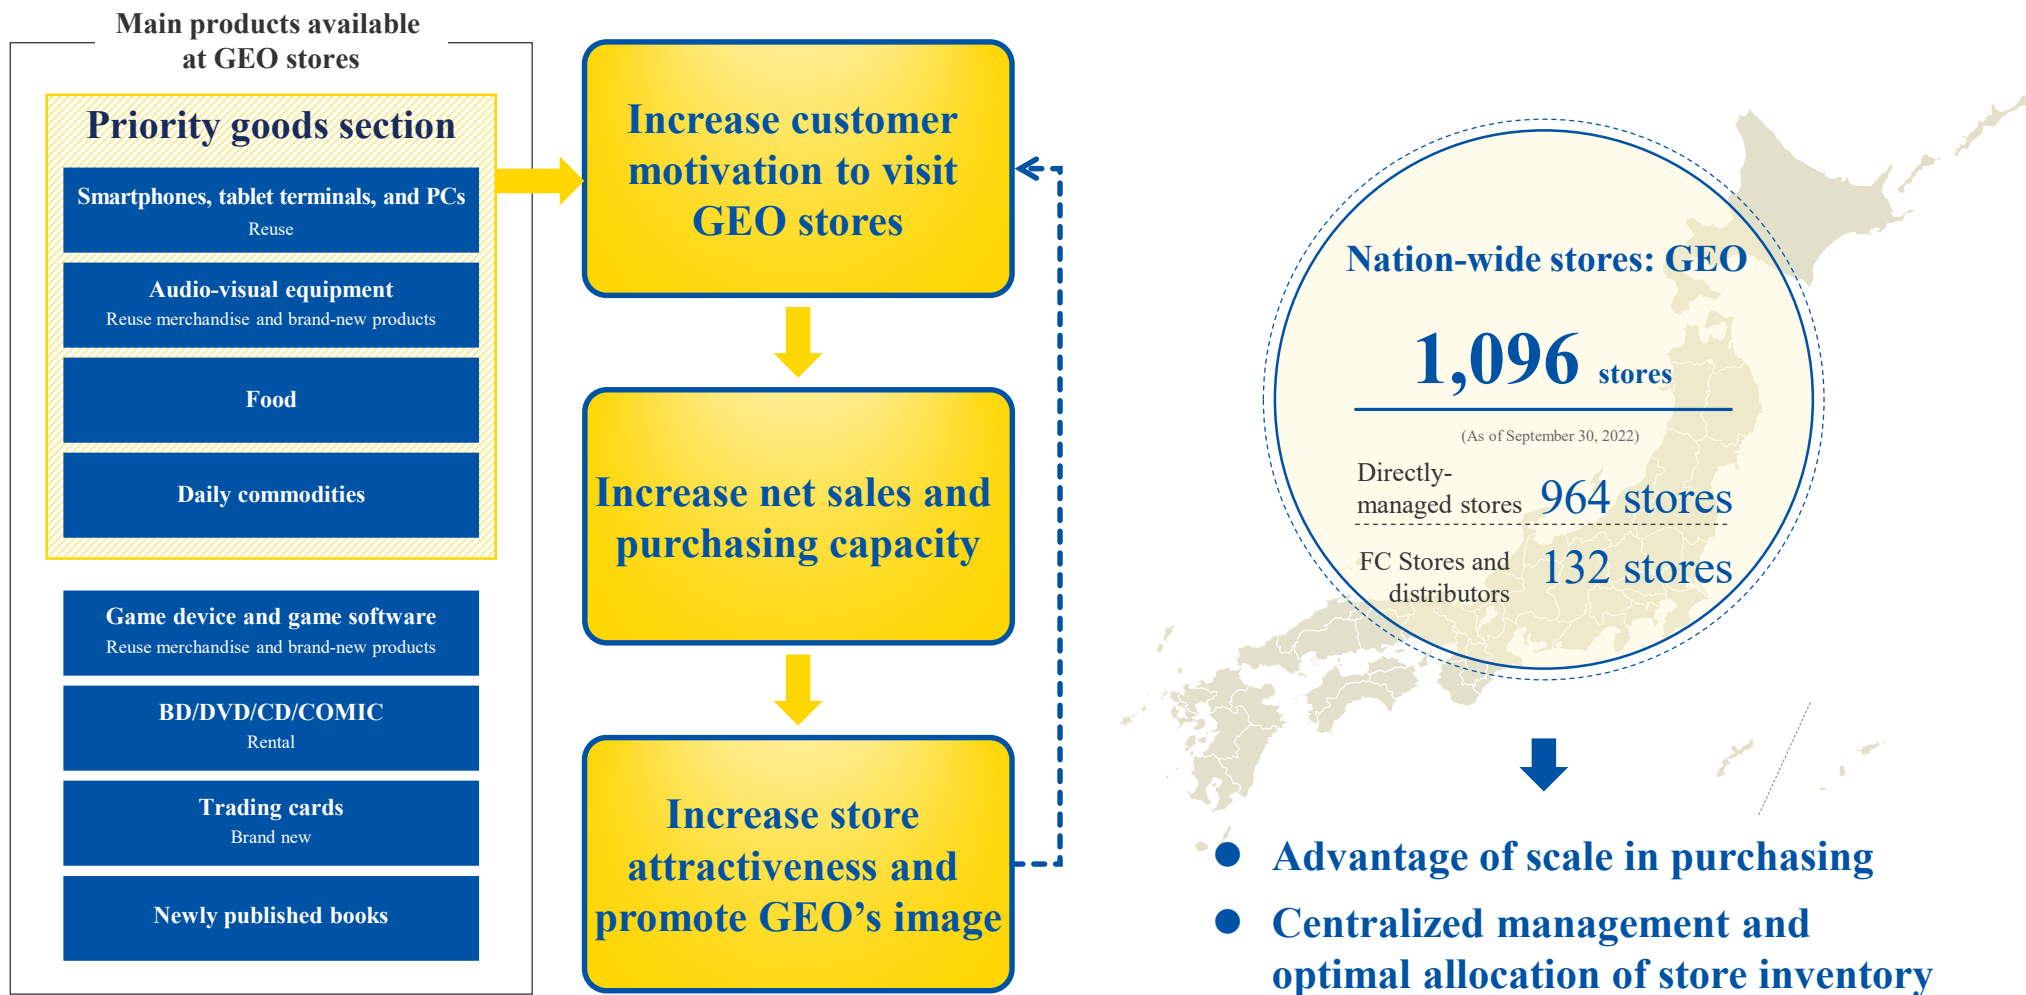 Main products available
at GEO stores
Priority goods section
Smartphones, tablet terminals, and PCs
Reuse
Audio-visual equipment
Reuse merchandise and brand-new products
Food
Daily commodities
Game device and game software
Reuse merchandise and brand-new products
BD/DVD/CD/COMIC
Rental
Trading cards
Brand new
Newly published books
Increase customer
motivation to visit
GEO stores
Increase net sales and
purchasing capacity
Increase store
attractiveness and
promote GEO’s image
Nation-wide stores: GEO
1,096 stores
(As of September 30, 2022)
Directly-
managed stores 964 stores
FC Stores and
distributors 132 stores
● Advantage of scale in purchasing
● Centralized management and
optimal allocation of store inventory